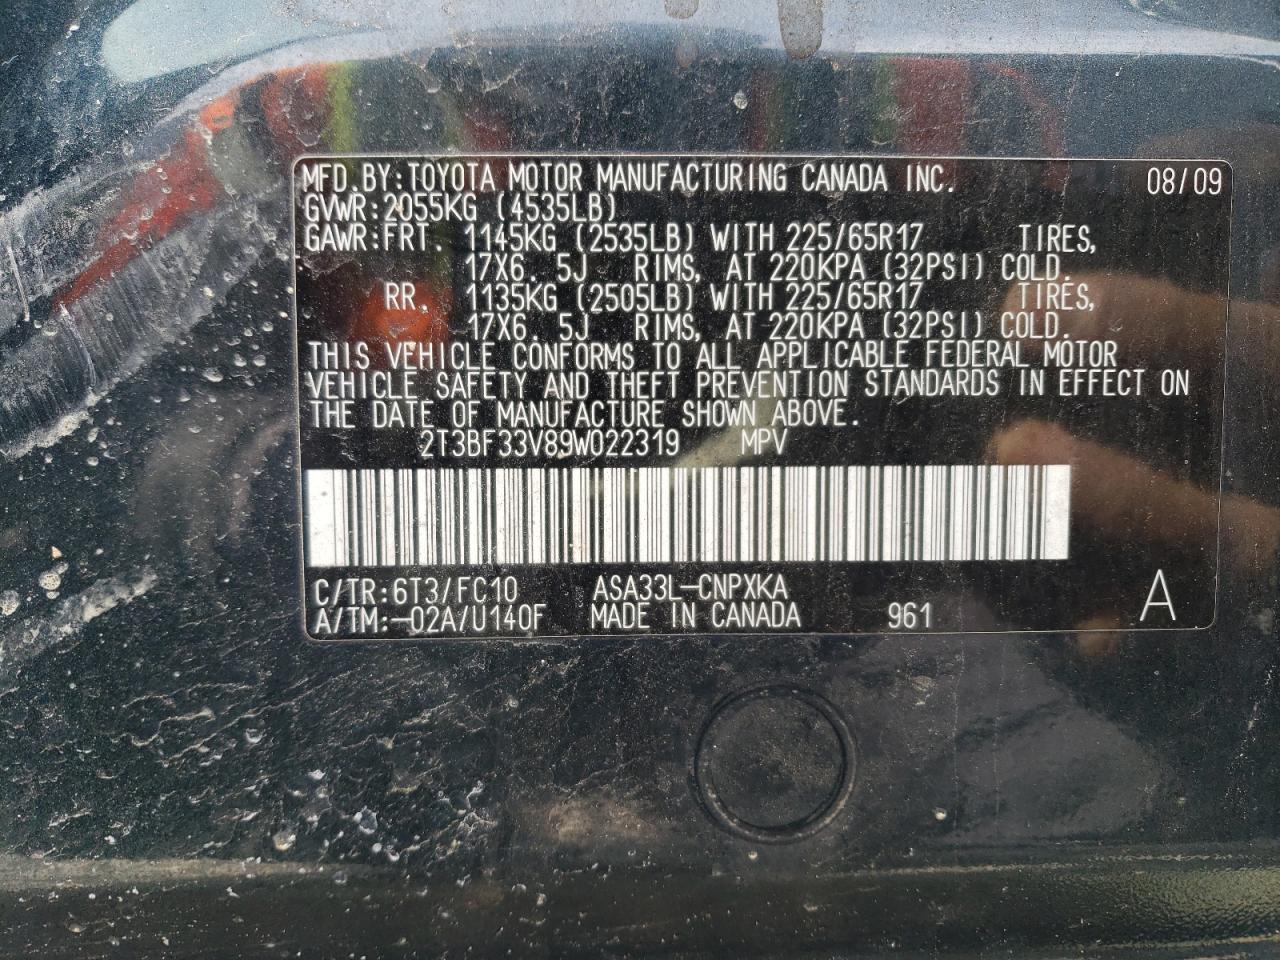 MFD.BY:TOYOTA MOTOR MANUFACTURING CANADA INC. 08/09
GVWR:2055KG (4535LB)
GAWR:FRT. 1145KG (2535LB) WITH 225/65R17 TIRES,
17X6. 5J RIMS, AT 220KPA (32PSI) COLD.
RR. 1135KG (2505LB) WITH 225/65R17 TIRES,
17X6. 5J RIMS, AT 220KPA (32PSI) COLD.
THIS VEHICLE CONFORMS TO ALL APPLICABLE FEDERAL MOTOR
VEHICLE SAFETY AND THEFT PREVENTION STANDARDS IN EFFECT ON
THE DATE OF MANUFACTURE SHOWN ABOVE.
2T3BF33V89W022319 MPV
C/TR:6T3/FC10 ASA33L-CNPXKA
A/TM:-02A/U140F MADE IN CANADA 961 A